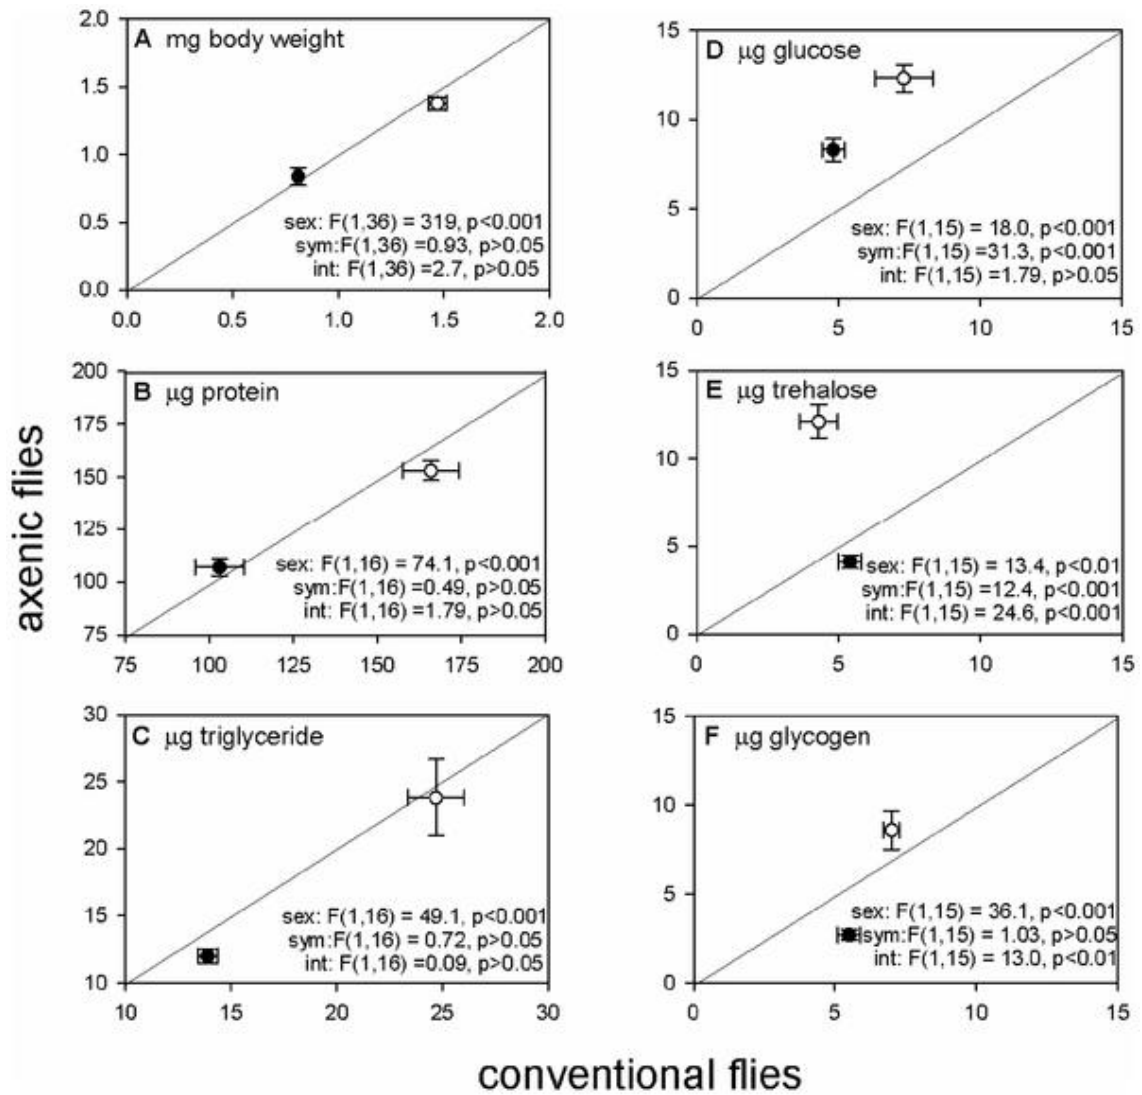 A mg body weight
2.0
1.5
1.0
0.5
0.0
sex: F(1,36) = 319, p<0.001
sym:F(1,36) =0.93, p>0.05
int: F(1,36) =2.7, p>0.05
0.0 0.5 1.0 1.5 2.0
D µg glucose
15
10
5
0
sex: F(1,15) = 18.0, p<0.001
sym:F(1,15) =31.3, p<0.001
int: F(1,15) =1.79, p>0.05
0 5 10 15
B µg protein
200
175
150
125
100
75
sex: F(1,16) = 74.1, p<0.001
sym:F(1,16) =0.49, p>0.05
int: F(1,16) =1.79, p>0.05
75 100 125 150 175 200
E µg trehalose
15
10
5
0
sex: F(1,15) = 13.4, p<0.01
sym:F(1,15) =12.4, p<0.001
int: F(1,15) = 24.6, p<0.001
0 5 10 15
C µg triglyceride
30
25
20
15
10
sex: F(1,16) = 49.1, p<0.001
sym:F(1,16) = 0.72, p>0.05
int: F(1,16) =0.09, p>0.05
10 15 20 25 30
F µg glycogen
15
10
5
0
sex: F(1,15) = 36.1, p<0.001
sym:F(1,15) = 1.03, p>0.05
int: F(1,15) = 13.0, p<0.01
0 5 10 15
axenic flies
conventional flies